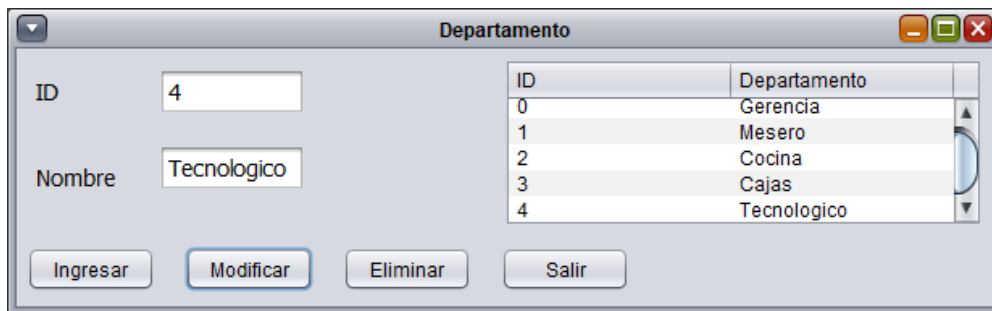 Departamento
ID 4
Nombre Tecnologico
ID Departamento
0 Gerencia
1 Mesero
2 Cocina
3 Cajas
4 Tecnologico
Ingresar Modificar Eliminar Salir